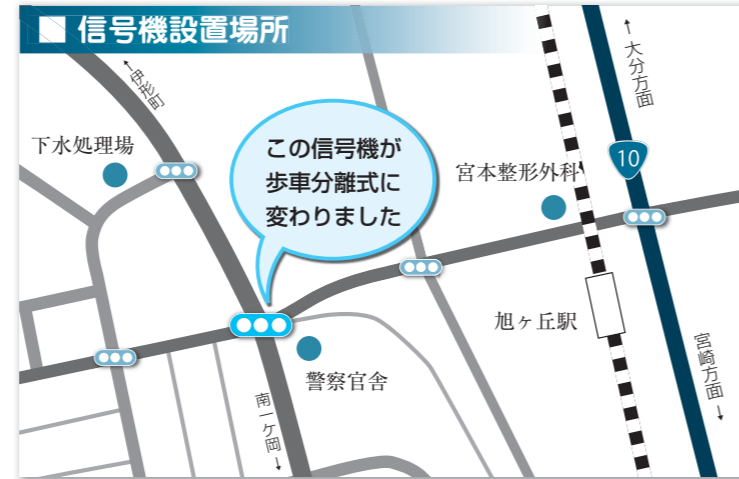 ■ 信号機設置場所
←伊形町
←大分方面
下水処理場
この信号機が
歩車分離式に
変わりました
宮本整形外科
10
旭ヶ丘駅
宮崎方面→
警察官舎
南一ケ岡→